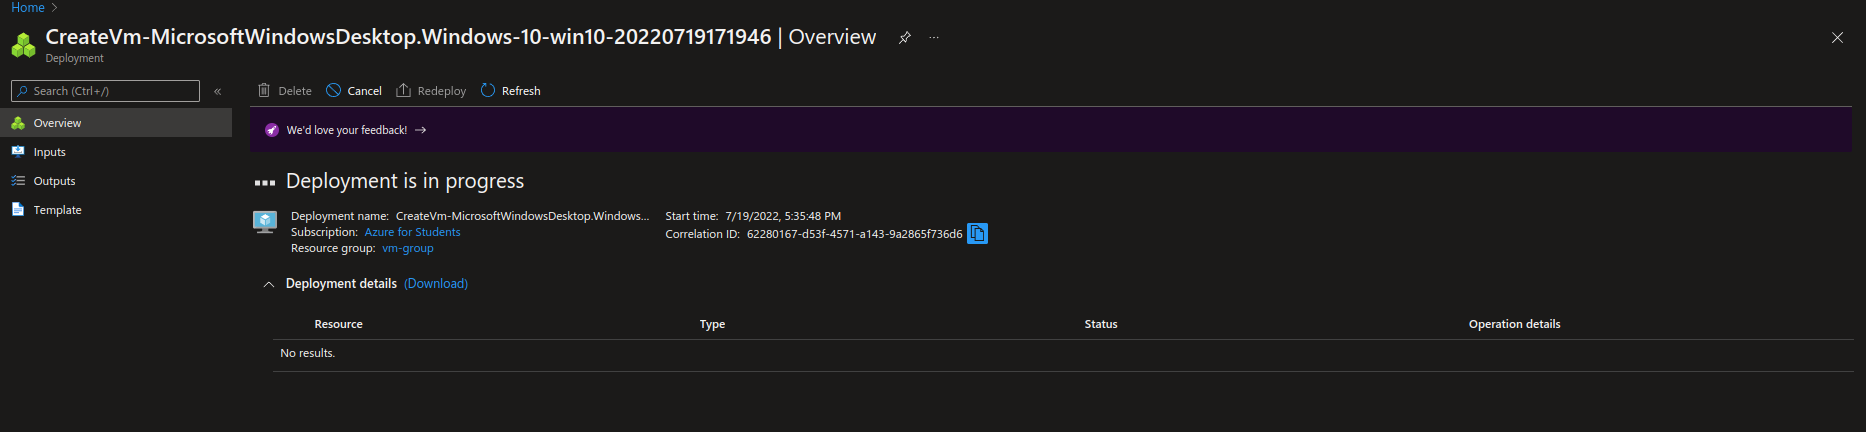 Home >
CreateVm-MicrosoftWindowsDesktop.Windows-10-win10-20220719171946 | Overview
...
Deployment
Search (Ctrl+/)
«
Delete
Cancel
Redeploy
Refresh
Overview
Inputs
Outputs
Template
We'd love your feedback! →
Deployment is in progress
Deployment name: CreateVm-MicrosoftWindowsDesktop.Windows...
Subscription: Azure for Students
Resource group: vm-group
Start time: 7/19/2022, 5:35:48 PM
Correlation ID: 62280167-d53f-4571-a143-9a2865f736d6
Deployment details (Download)
Resource Type Status Operation details
No results.